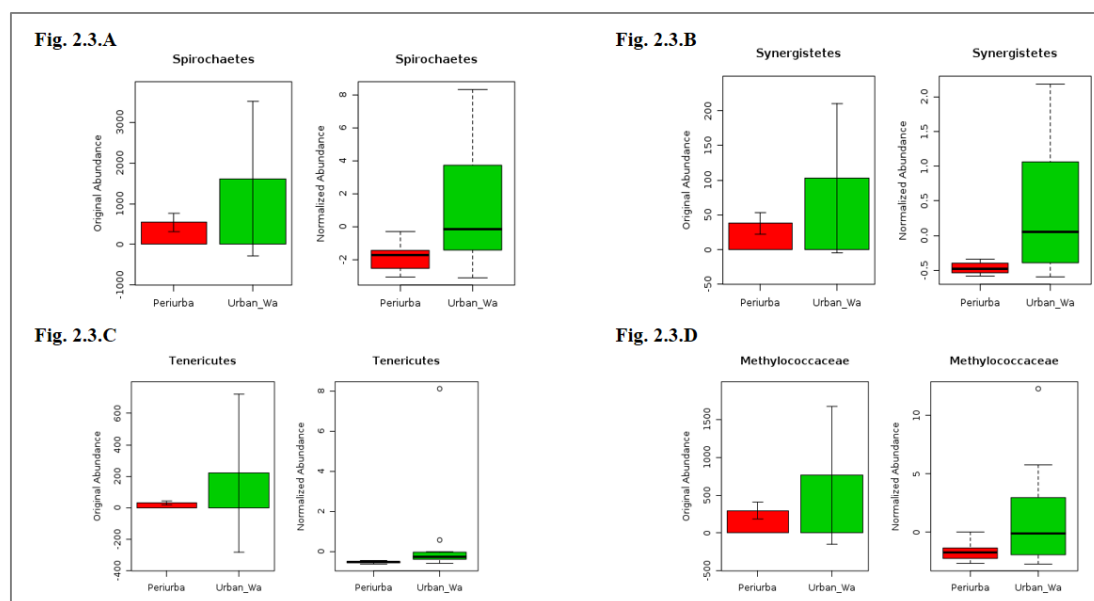 Fig. 2.3.A
Spirochaetes
Original Abundance
3000
2000
1000
0
-1000
Periurba
Urban_Wa
Spirochaetes
Normalized Abundance
8
6
4
2
0
-2
Periurba
Urban_Wa
Fig. 2.3.B
Synergistetes
Original Abundance
200
150
100
50
0
-50
Periurba
Urban_Wa
Synergistetes
Normalized Abundance
2.0
1.5
1.0
0.5
0.0
-0.5
Periurba
Urban_Wa
Fig. 2.3.C
Tenericutes
Original Abundance
600
400
200
0
-200
-400
Periurba
Urban_Wa
Tenericutes
Normalized Abundance
8
6
4
2
0
Periurba
Urban_Wa
Fig. 2.3.D
Methylococcaceae
Original Abundance
1500
1000
500
0
-500
Periurba
Urban_Wa
Methylococcaceae
Normalized Abundance
10
5
0
Periurba
Urban_Wa